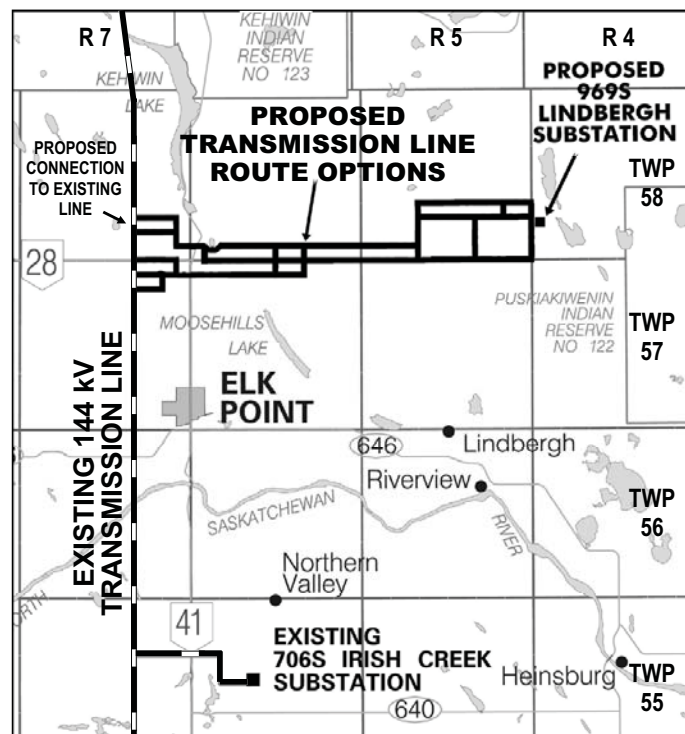 R 7
R 5
R 4
KEHIWIN
INDIAN
RESERVE
NO 123
KEHIWIN
LAKE
PROPOSED
969S
LINDBERGH
SUBSTATION
PROPOSED
TRANSMISSION LINE
ROUTE OPTIONS
PROPOSED
CONNECTION
TO EXISTING
LINE
TWP
58
28
PUSKIAKIWENIN
INDIAN
RESERVE
NO 122
TWP
57
MOOSEHILLS
LAKE
ELK
POINT
EXISTING 144 kV
TRANSMISSION LINE
646
Lindbergh
Riverview
SASKATCHEWAN
RIVER
TWP
56
Northern
Valley
ORTH
41
EXISTING
706S IRISH CREEK
SUBSTATION
Heinsburg
TWP
55
640